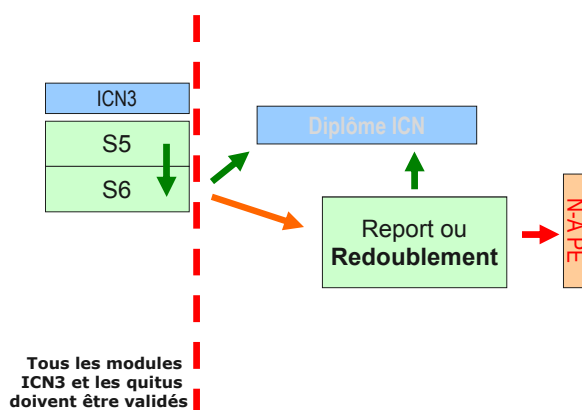 ICN3
S5
S6
Diplôme ICN
Report ou
Redoublement
N-A PE
Tous les modules
ICN3 et les quitus
doivent être validés